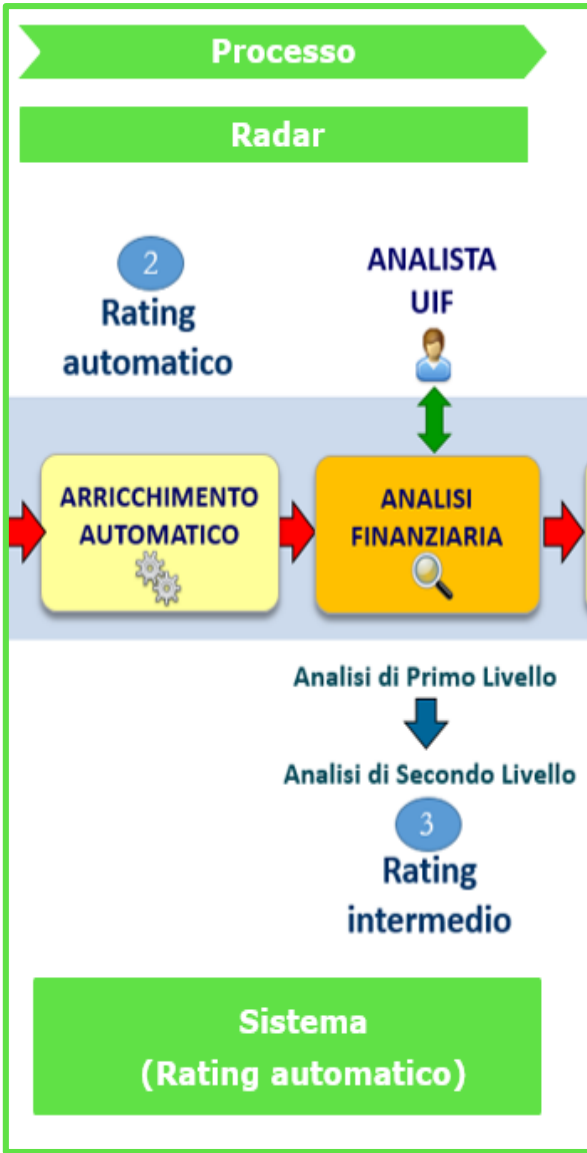 Processo
Radar
2
Rating
automatico
ANALISTA
UIF
ARRICCHIMENTO
AUTOMATICO
ANALISI
FINANZIARIA
Analisi di Primo Livello
Analisi di Secondo Livello
3
Rating
intermedio
Sistema
(Rating automatico)